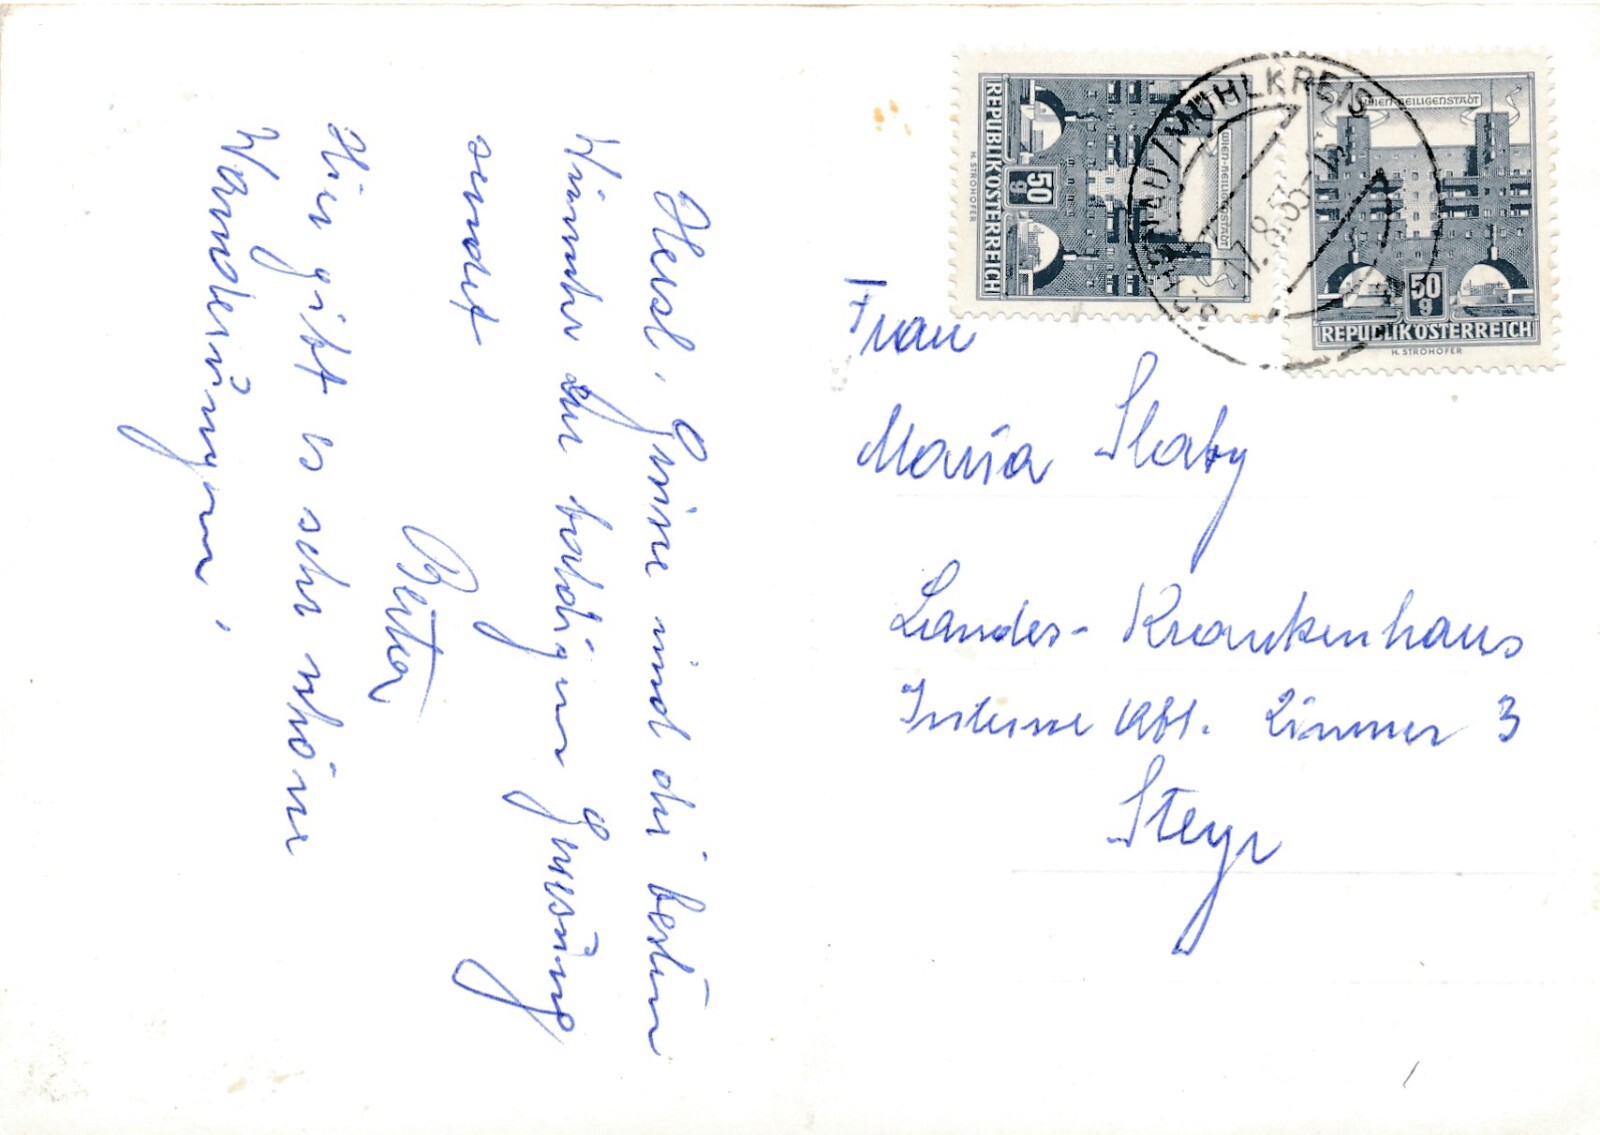 Herzl. Grüsse und die besten
Wünsche zur baldigen Genesung
sendet
Berta
Hier gibt es sehr schöne
Wanderungen.
REPUBLIK ÖSTERREICH
50
g
WIEN-HEILIGENSTADT
H. STROHOFER
WIEN-HEILIGENSTADT
50
g
REPUBLIK ÖSTERREICH
H. STROHOFER
MÜHLKREIS
Frau
Maria Slaby
Landes-Krankenhaus
Interne Abt. Zimmer 3
Steyr